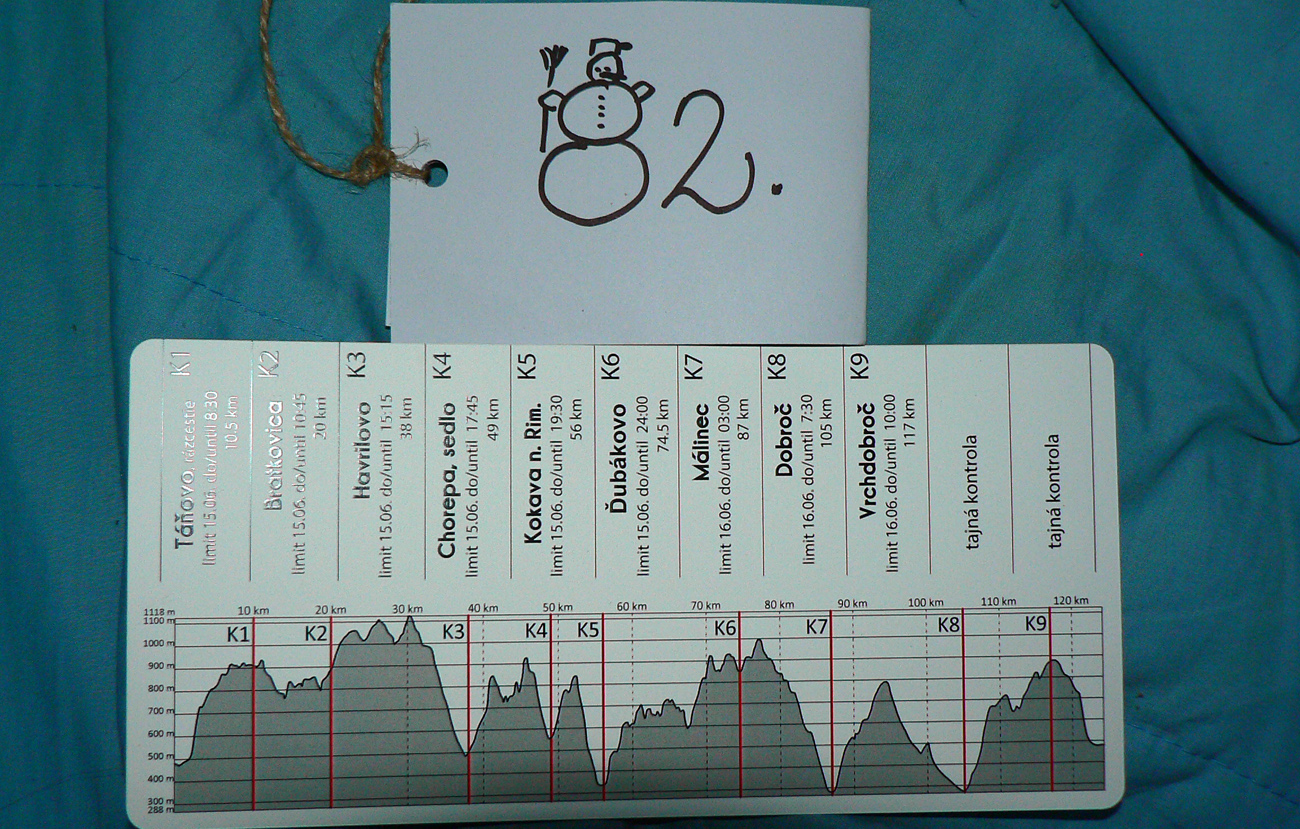 82.
Táňovo, rázcestie K1
limit 15.06. do/until 8:30
10.5 km
Bratkovica K2
limit 15.06. do/until 10:45
20 km
Havrilovo K3
limit 15.06. do/until 15:15
38 km
Chorepa, sedlo K4
limit 15.06. do/until 17:45
49 km
Kokava n. Rim. K5
limit 15.06. do/until 19:30
56 km
Ďubákovo K6
limit 15.06. do/until 24:00
74.5 km
Málinec K7
limit 16.06. do/until 03:00
87 km
Dobroč K8
limit 16.06. do/until 7:30
105 km
Vrchdobroč K9
limit 16.06. do/until 10:00
117 km
tajná kontrola
tajná kontrola
10 km 20 km 30 km 40 km 50 km 60 km 70 km 80 km 90 km 100 km 110 km 120 km
K1 K2 K3 K4 K5 K6 K7 K8 K9
1118 m
1100 m
1000 m
900 m
800 m
700 m
600 m
500 m
400 m
300 m
288 m